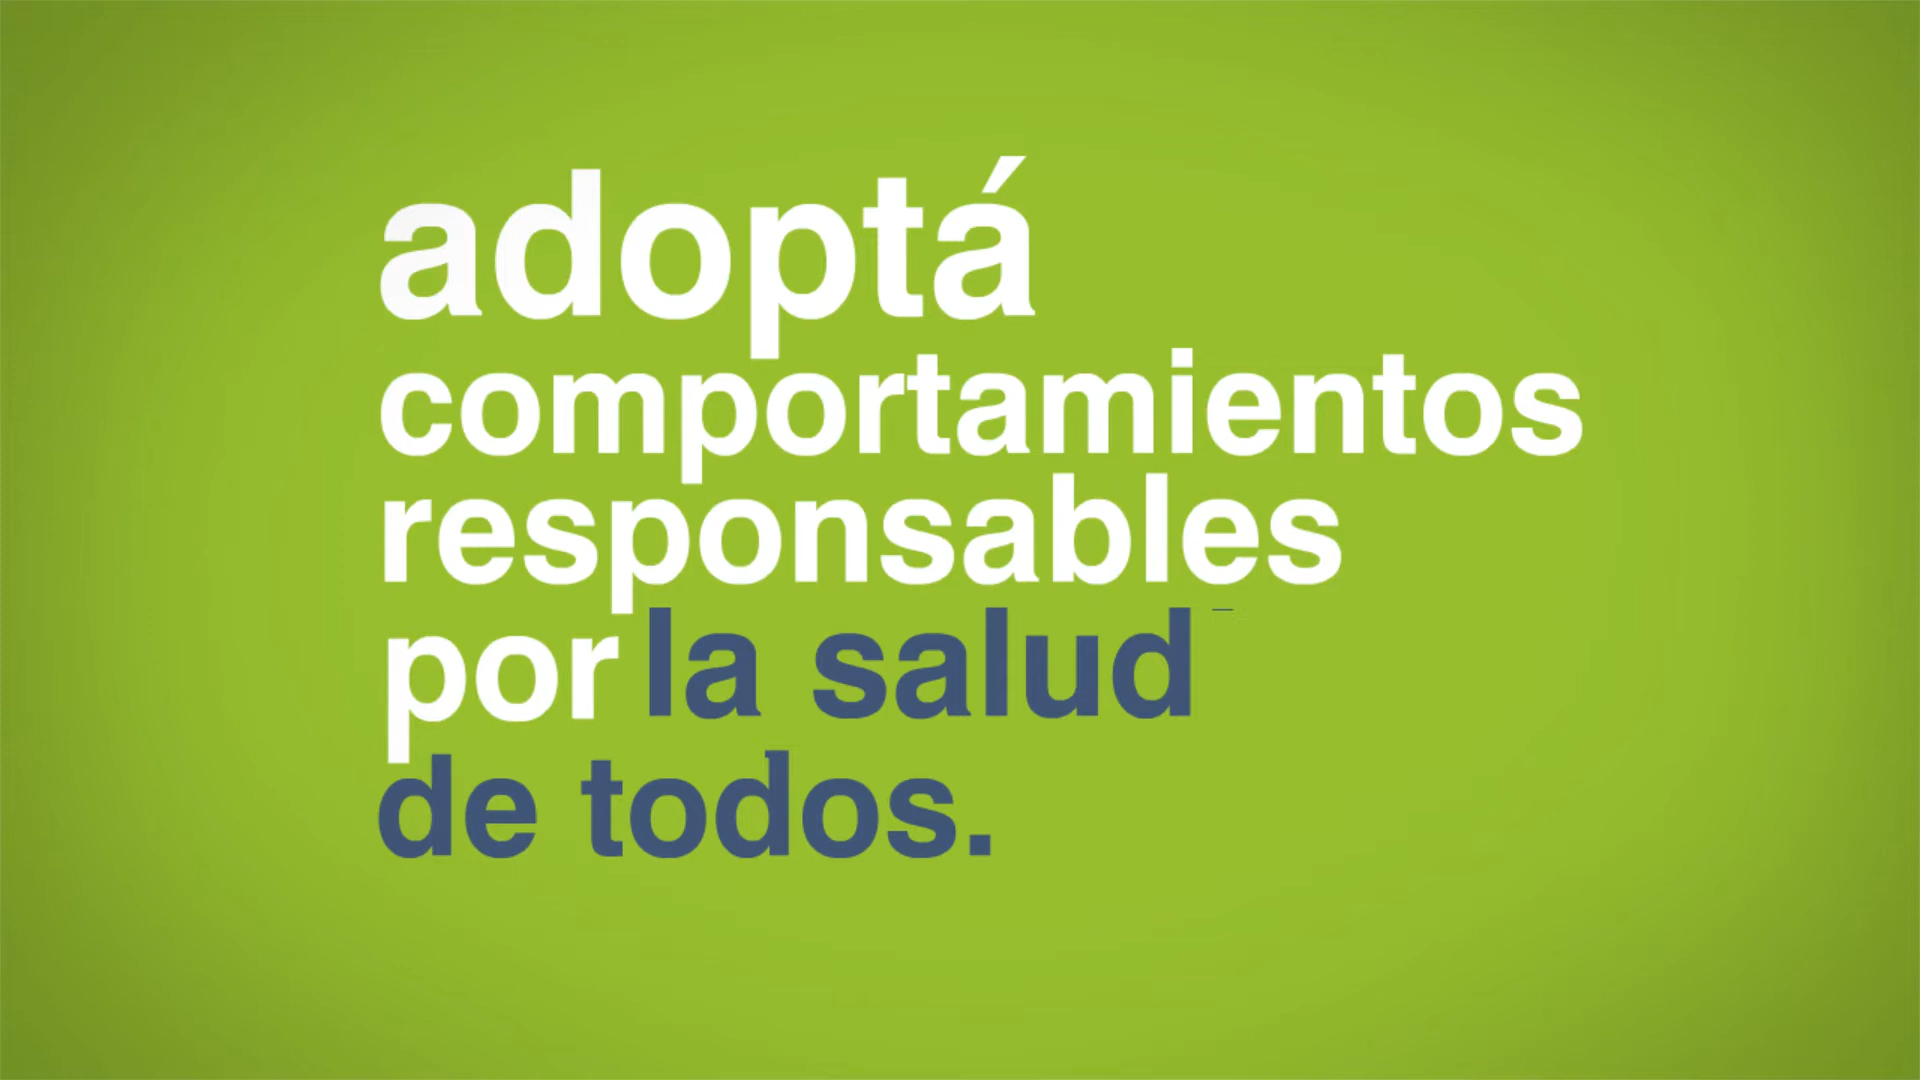 adoptá
comportamientos
responsables
por la salud
de todos.